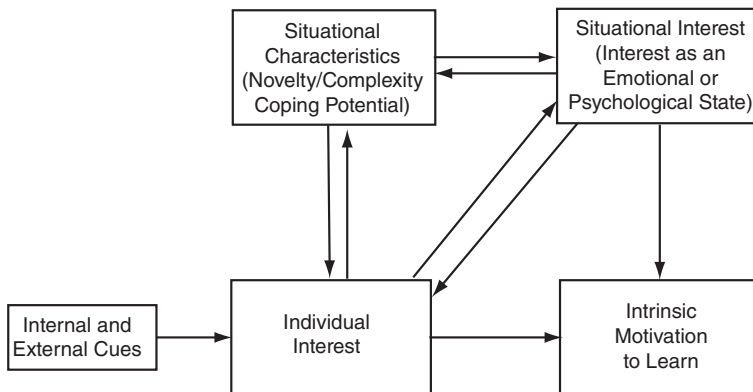 Situational
Characteristics
(Novelty/Complexity
Coping Potential)
Situational Interest
(Interest as an
Emotional or
Psychological State)
Internal and
External Cues
Individual
Interest
Intrinsic
Motivation
to Learn